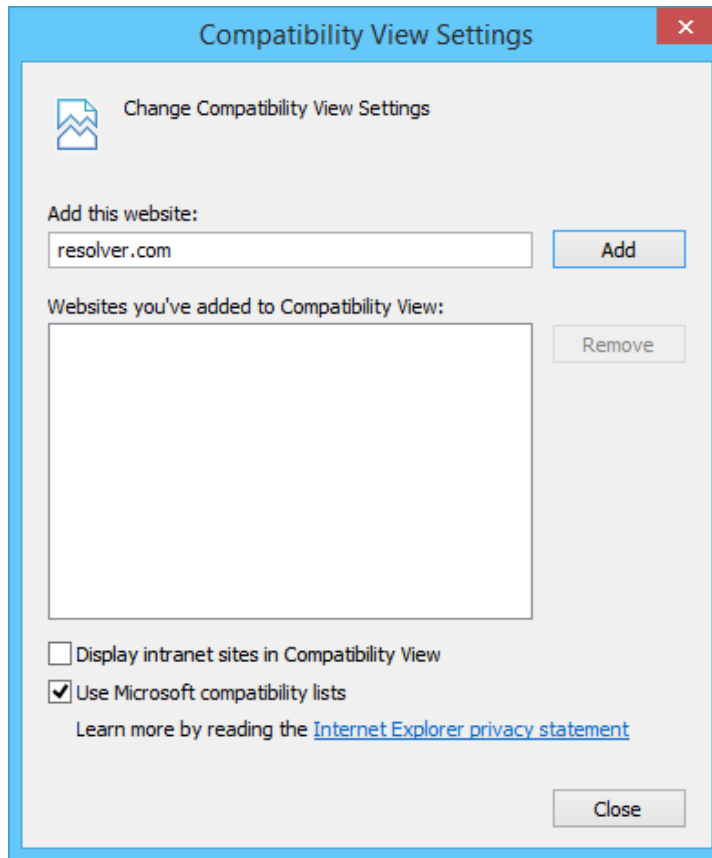 Compatibility View Settings
Change Compatibility View Settings
Add this website:
resolver.com
Add
Websites you've added to Compatibility View:
Remove
Display intranet sites in Compatibility View
Use Microsoft compatibility lists
Learn more by reading the Internet Explorer privacy statement
Close